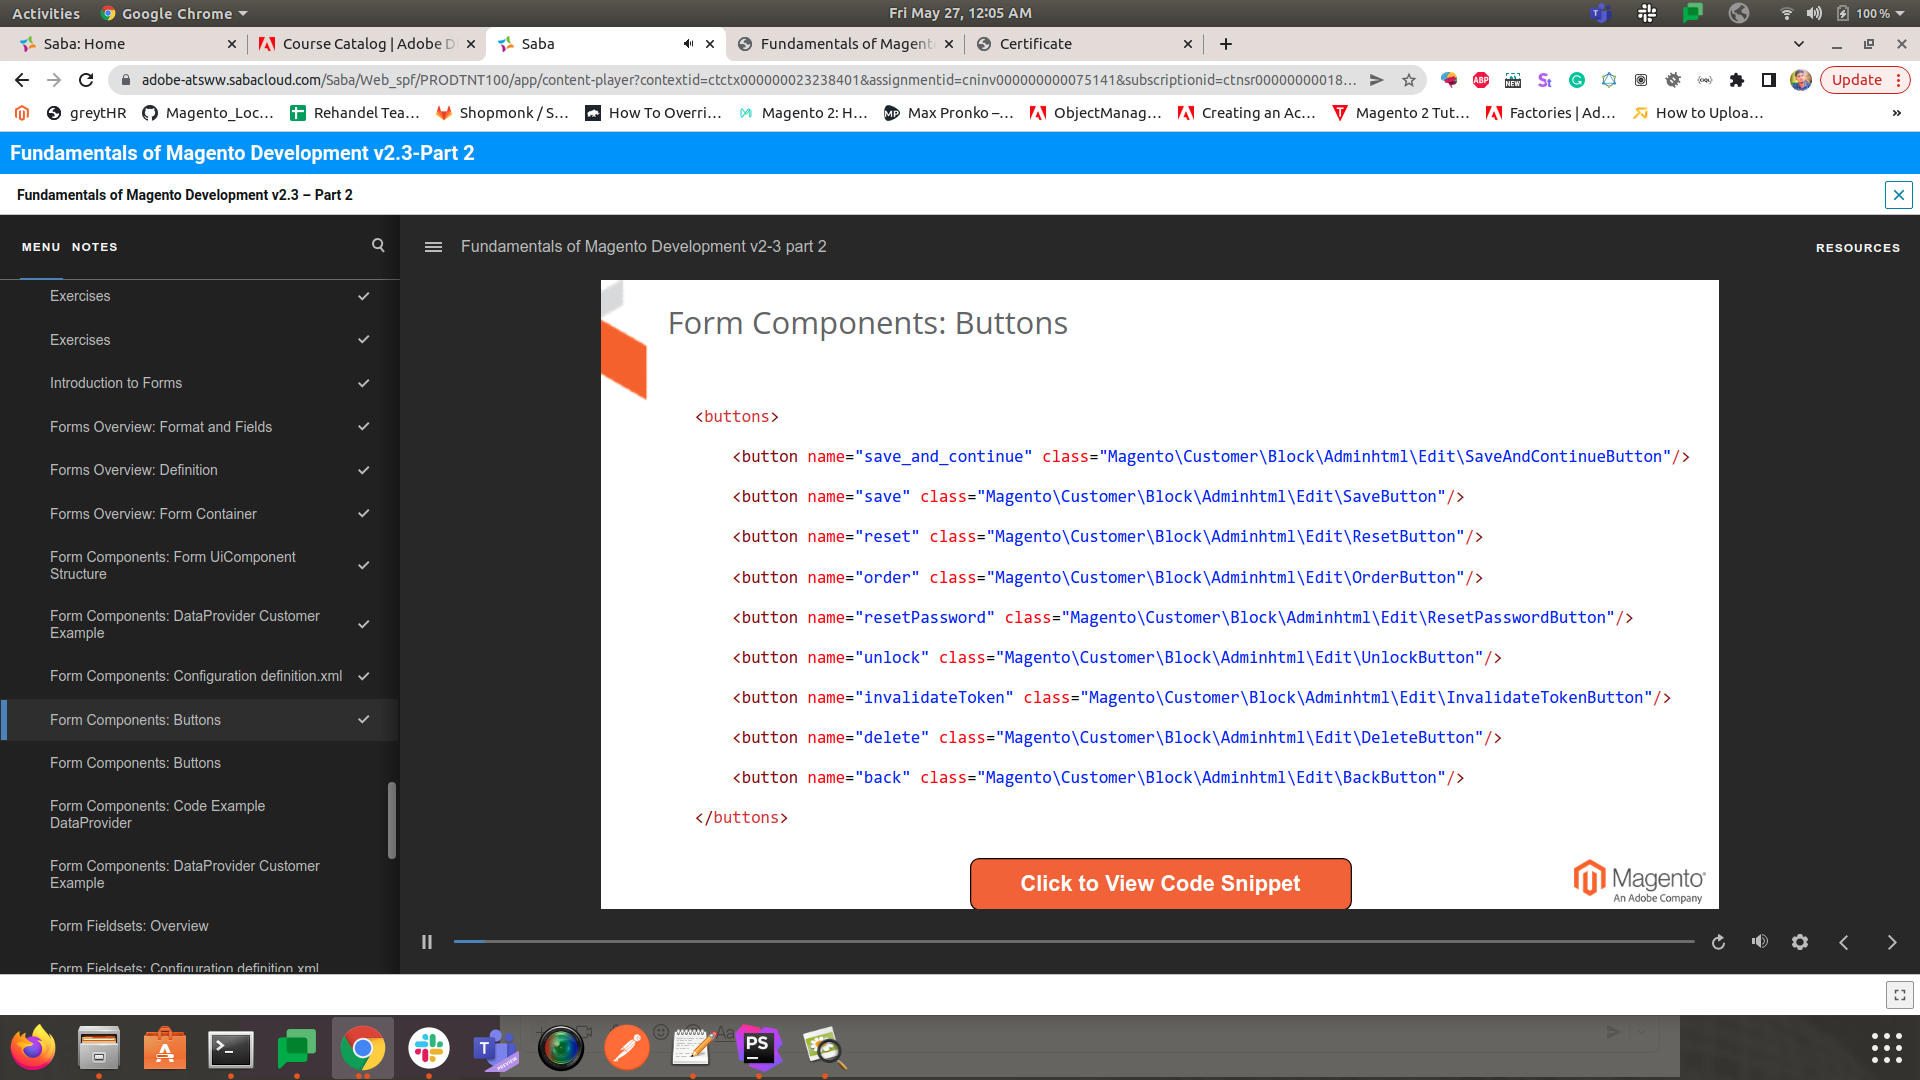 Activities
Google Chrome
Fri May 27, 12:05 AM
100 %
Saba: Home
Course Catalog | Adobe D
Saba
Fundamentals of Magent
Certificate
adobe-atsww.sabacloud.com/Saba/Web_spf/PRODTNT100/app/content-player?contextid=ctctx000000023238401&assignmentid=cninv000000000075141&subscriptionid=ctnsr00000000018...
ABP
NEW
St
Update
greytHR
Magento_Loc...
Rehandel Tea...
Shopmonk / S...
How To Overri...
Magento 2: H...
Max Pronko –...
ObjectManag...
Creating an Ac...
Magento 2 Tut...
Factories | Ad...
How to Uploa...
Fundamentals of Magento Development v2.3-Part 2
Fundamentals of Magento Development v2.3 – Part 2
MENU
NOTES
Fundamentals of Magento Development v2-3 part 2
RESOURCES
Exercises
Exercises
Introduction to Forms
Forms Overview: Format and Fields
Forms Overview: Definition
Forms Overview: Form Container
Form Components: Form UiComponent
Structure
Form Components: DataProvider Customer
Example
Form Components: Configuration definition.xml
Form Components: Buttons
Form Components: Buttons
Form Components: Code Example
DataProvider
Form Components: DataProvider Customer
Example
Form Fieldsets: Overview
Form Fieldsets: Configuration definition.xml
Form Components: Buttons
<buttons>
<button name="save_and_continue" class="Magento\Customer\Block\Adminhtml\Edit\SaveAndContinueButton"/>
<button name="save" class="Magento\Customer\Block\Adminhtml\Edit\SaveButton"/>
<button name="reset" class="Magento\Customer\Block\Adminhtml\Edit\ResetButton"/>
<button name="order" class="Magento\Customer\Block\Adminhtml\Edit\OrderButton"/>
<button name="resetPassword" class="Magento\Customer\Block\Adminhtml\Edit\ResetPasswordButton"/>
<button name="unlock" class="Magento\Customer\Block\Adminhtml\Edit\UnlockButton"/>
<button name="invalidateToken" class="Magento\Customer\Block\Adminhtml\Edit\InvalidateTokenButton"/>
<button name="delete" class="Magento\Customer\Block\Adminhtml\Edit\DeleteButton"/>
<button name="back" class="Magento\Customer\Block\Adminhtml\Edit\BackButton"/>
</buttons>
Click to View Code Snippet
Magento
An Adobe Company
PS